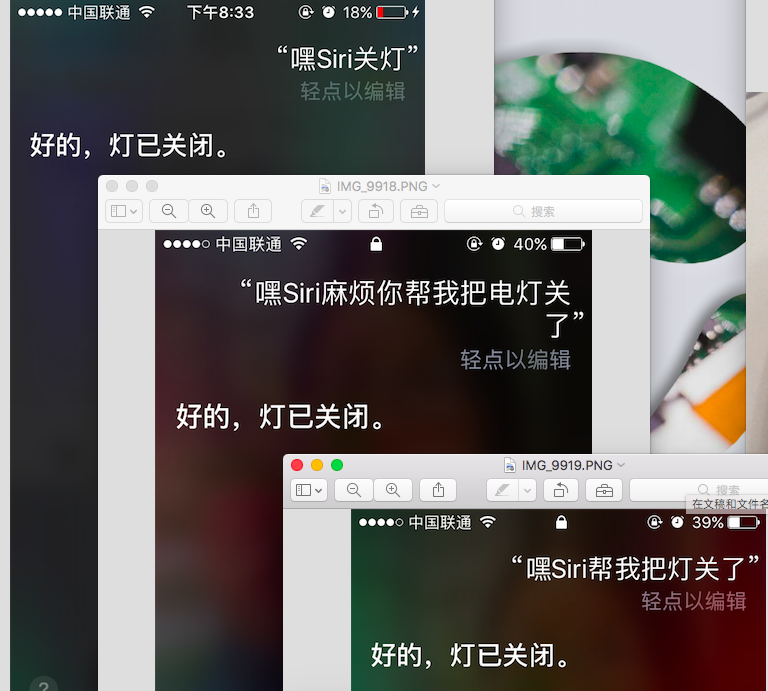 中国联通 下午8:33 18%
“嘿Siri关灯”
轻点以编辑
好的，灯已关闭。
IMG_9918.PNG
搜索
中国联通 40%
“嘿Siri麻烦你帮我把电灯关
了”
轻点以编辑
好的，灯已关闭。
IMG_9919.PNG
搜索
在文稿和文件名
中国联通 39%
“嘿Siri帮我把灯关了”
轻点以编辑
好的，灯已关闭。
?